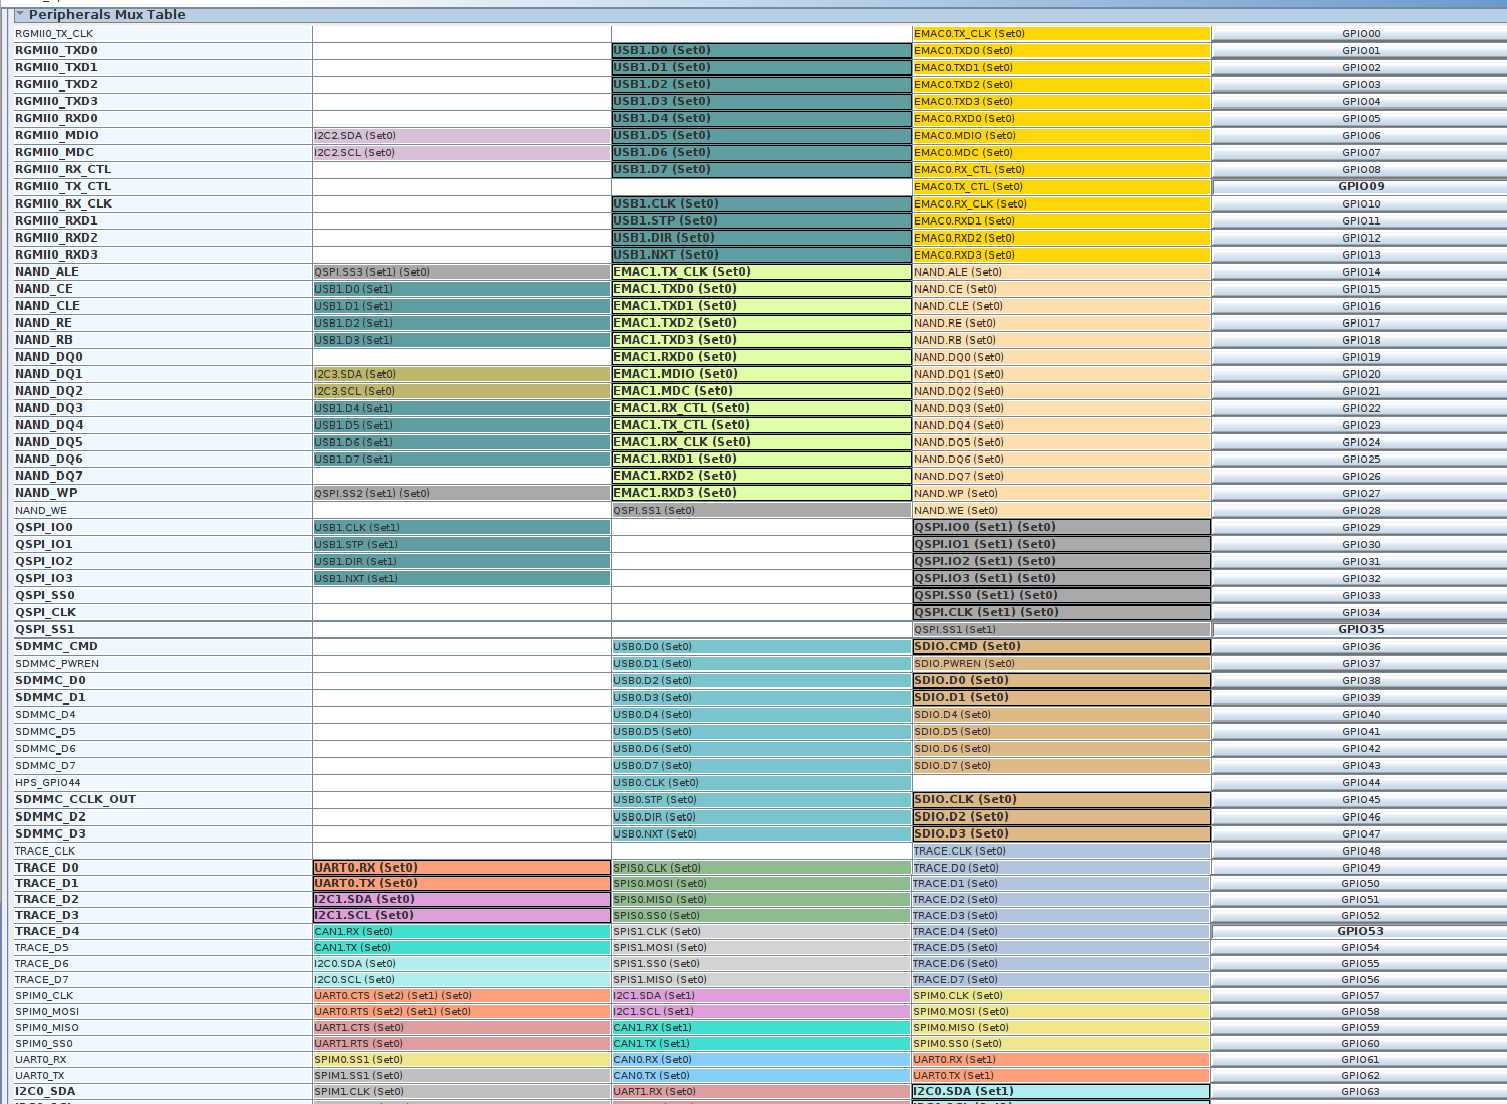 Peripherals Mux Table
RGMII0_TX_CLK EMAC0.TX_CLK (Set0) GPIO00
RGMII0_TXD0 USB1.D0 (Set0) EMAC0.TXD0 (Set0) GPIO01
RGMII0_TXD1 USB1.D1 (Set0) EMAC0.TXD1 (Set0) GPIO02
RGMII0_TXD2 USB1.D2 (Set0) EMAC0.TXD2 (Set0) GPIO03
RGMII0_TXD3 USB1.D3 (Set0) EMAC0.TXD3 (Set0) GPIO04
RGMII0_RXD0 USB1.D4 (Set0) EMAC0.RXD0 (Set0) GPIO05
RGMII0_MDIO I2C2.SDA (Set0) USB1.D5 (Set0) EMAC0.MDIO (Set0) GPIO06
RGMII0_MDC I2C2.SCL (Set0) USB1.D6 (Set0) EMAC0.MDC (Set0) GPIO07
RGMII0_RX_CTL USB1.D7 (Set0) EMAC0.RX_CTL (Set0) GPIO08
RGMII0_TX_CTL EMAC0.TX_CTL (Set0) GPIO09
RGMII0_RX_CLK USB1.CLK (Set0) EMAC0.RX_CLK (Set0) GPIO10
RGMII0_RXD1 USB1.STP (Set0) EMAC0.RXD1 (Set0) GPIO11
RGMII0_RXD2 USB1.DIR (Set0) EMAC0.RXD2 (Set0) GPIO12
RGMII0_RXD3 USB1.NXT (Set0) EMAC0.RXD3 (Set0) GPIO13
NAND_ALE QSPI.SS3 (Set1) (Set0) EMAC1.TX_CLK (Set0) NAND.ALE (Set0) GPIO14
NAND_CE USB1.D0 (Set1) EMAC1.TXD0 (Set0) NAND.CE (Set0) GPIO15
NAND_CLE USB1.D1 (Set1) EMAC1.TXD1 (Set0) NAND.CLE (Set0) GPIO16
NAND_RE USB1.D2 (Set1) EMAC1.TXD2 (Set0) NAND.RE (Set0) GPIO17
NAND_RB USB1.D3 (Set1) EMAC1.TXD3 (Set0) NAND.RB (Set0) GPIO18
NAND_DQ0 EMAC1.RXD0 (Set0) NAND.DQ0 (Set0) GPIO19
NAND_DQ1 I2C3.SDA (Set0) EMAC1.MDIO (Set0) NAND.DQ1 (Set0) GPIO20
NAND_DQ2 I2C3.SCL (Set0) EMAC1.MDC (Set0) NAND.DQ2 (Set0) GPIO21
NAND_DQ3 USB1.D4 (Set1) EMAC1.RX_CTL (Set0) NAND.DQ3 (Set0) GPIO22
NAND_DQ4 USB1.D5 (Set1) EMAC1.TX_CTL (Set0) NAND.DQ4 (Set0) GPIO23
NAND_DQ5 USB1.D6 (Set1) EMAC1.RX_CLK (Set0) NAND.DQ5 (Set0) GPIO24
NAND_DQ6 USB1.D7 (Set1) EMAC1.RXD1 (Set0) NAND.DQ6 (Set0) GPIO25
NAND_DQ7 EMAC1.RXD2 (Set0) NAND.DQ7 (Set0) GPIO26
NAND_WP QSPI.SS2 (Set1) (Set0) EMAC1.RXD3 (Set0) NAND.WP (Set0) GPIO27
NAND_WE QSPI.SS1 (Set0) NAND.WE (Set0) GPIO28
QSPI_IO0 USB1.CLK (Set1) QSPI.IO0 (Set1) (Set0) GPIO29
QSPI_IO1 USB1.STP (Set1) QSPI.IO1 (Set1) (Set0) GPIO30
QSPI_IO2 USB1.DIR (Set1) QSPI.IO2 (Set1) (Set0) GPIO31
QSPI_IO3 USB1.NXT (Set1) QSPI.IO3 (Set1) (Set0) GPIO32
QSPI_SS0 QSPI.SS0 (Set1) (Set0) GPIO33
QSPI_CLK QSPI.CLK (Set1) (Set0) GPIO34
QSPI_SS1 QSPI.SS1 (Set1) GPIO35
SDMMC_CMD USB0.D0 (Set0) SDIO.CMD (Set0) GPIO36
SDMMC_PWREN USB0.D1 (Set0) SDIO.PWREN (Set0) GPIO37
SDMMC_D0 USB0.D2 (Set0) SDIO.D0 (Set0) GPIO38
SDMMC_D1 USB0.D3 (Set0) SDIO.D1 (Set0) GPIO39
SDMMC_D4 USB0.D4 (Set0) SDIO.D4 (Set0) GPIO40
SDMMC_D5 USB0.D5 (Set0) SDIO.D5 (Set0) GPIO41
SDMMC_D6 USB0.D6 (Set0) SDIO.D6 (Set0) GPIO42
SDMMC_D7 USB0.D7 (Set0) SDIO.D7 (Set0) GPIO43
HPS_GPIO44 USB0.CLK (Set0) GPIO44
SDMMC_CCLK_OUT USB0.STP (Set0) SDIO.CLK (Set0) GPIO45
SDMMC_D2 USB0.DIR (Set0) SDIO.D2 (Set0) GPIO46
SDMMC_D3 USB0.NXT (Set0) SDIO.D3 (Set0) GPIO47
TRACE_CLK TRACE.CLK (Set0) GPIO48
TRACE_D0 UART0.RX (Set0) SPIS0.CLK (Set0) TRACE.D0 (Set0) GPIO49
TRACE_D1 UART0.TX (Set0) SPIS0.MOSI (Set0) TRACE.D1 (Set0) GPIO50
TRACE_D2 I2C1.SDA (Set0) SPIS0.MISO (Set0) TRACE.D2 (Set0) GPIO51
TRACE_D3 I2C1.SCL (Set0) SPIS0.SS0 (Set0) TRACE.D3 (Set0) GPIO52
TRACE_D4 CAN1.RX (Set0) SPIS1.CLK (Set0) TRACE.D4 (Set0) GPIO53
TRACE_D5 CAN1.TX (Set0) SPIS1.MOSI (Set0) TRACE.D5 (Set0) GPIO54
TRACE_D6 I2C0.SDA (Set0) SPIS1.SS0 (Set0) TRACE.D6 (Set0) GPIO55
TRACE_D7 I2C0.SCL (Set0) SPIS1.MISO (Set0) TRACE.D7 (Set0) GPIO56
SPIM0_CLK UART0.CTS (Set2) (Set1) (Set0) I2C1.SDA (Set1) SPIM0.CLK (Set0) GPIO57
SPIM0_MOSI UART0.RTS (Set2) (Set1) (Set0) I2C1.SCL (Set1) SPIM0.MOSI (Set0) GPIO58
SPIM0_MISO UART1.CTS (Set0) CAN1.RX (Set1) SPIM0.MISO (Set0) GPIO59
SPIM0_SS0 UART1.RTS (Set0) CAN1.TX (Set1) SPIM0.SS0 (Set0) GPIO60
UART0_RX SPIM0.SS1 (Set0) CAN0.RX (Set0) UART0.RX (Set1) GPIO61
UART0_TX SPIM1.SS1 (Set0) CAN0.TX (Set0) UART0.TX (Set1) GPIO62
I2C0_SDA SPIM1.CLK (Set0) UART1.RX (Set0) I2C0.SDA (Set1) GPIO63